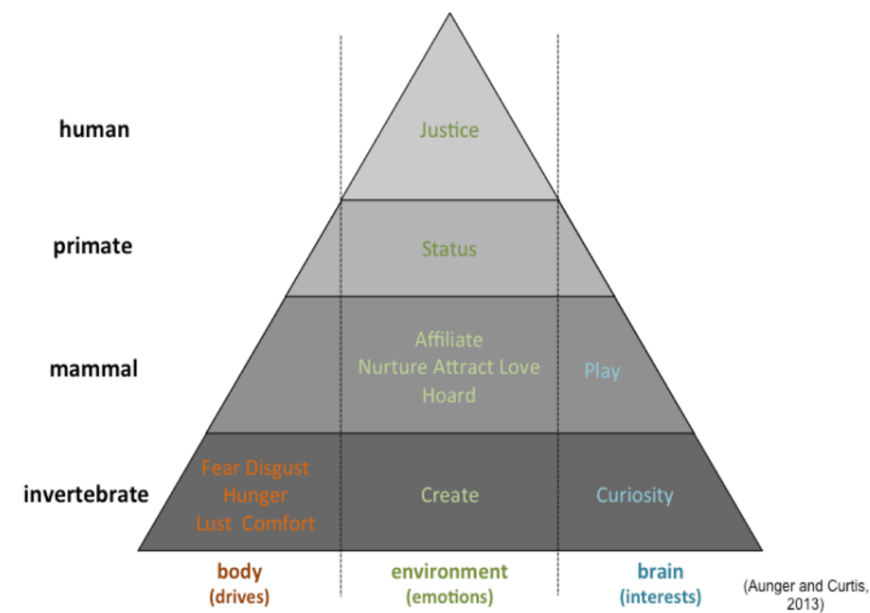 human
Justice
primate
Status
mammal
Affiliate
Nurture Attract Love
Hoard
Play
invertebrate
Fear Disgust
Hunger
Lust Comfort
Create
Curiosity
body
(drives)
environment
(emotions)
brain
(interests)
(Aunger and Curtis,
2013)